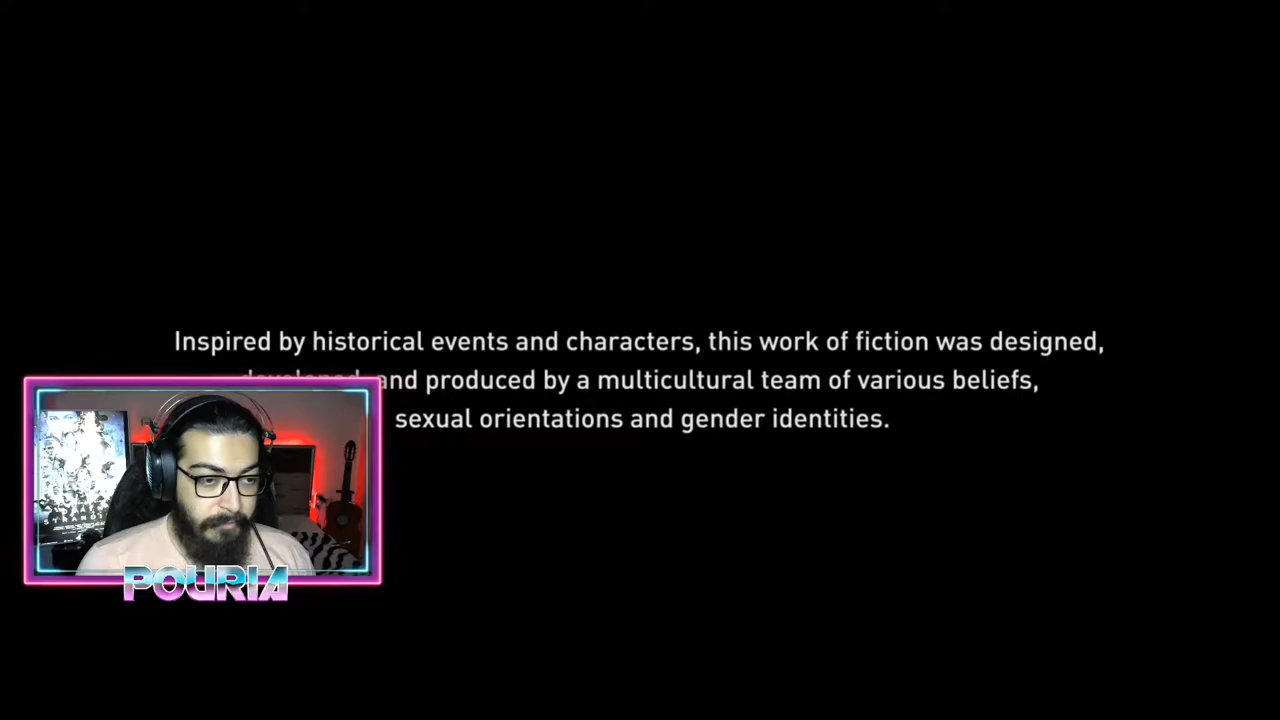 Inspired by historical events and characters, this work of fiction was designed,
and produced by a multicultural team of various beliefs,
sexual orientations and gender identities.
POURIA